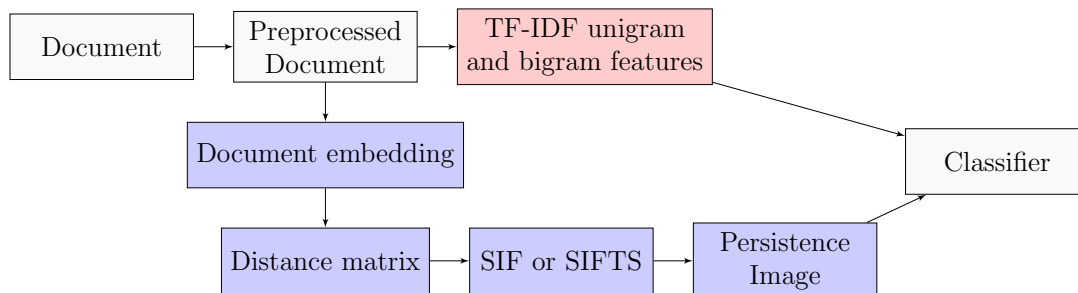 Document
Preprocessed
Document
TF-IDF unigram
and bigram features
Document embedding
Classifier
Distance matrix
SIF or SIFTS
Persistence
Image